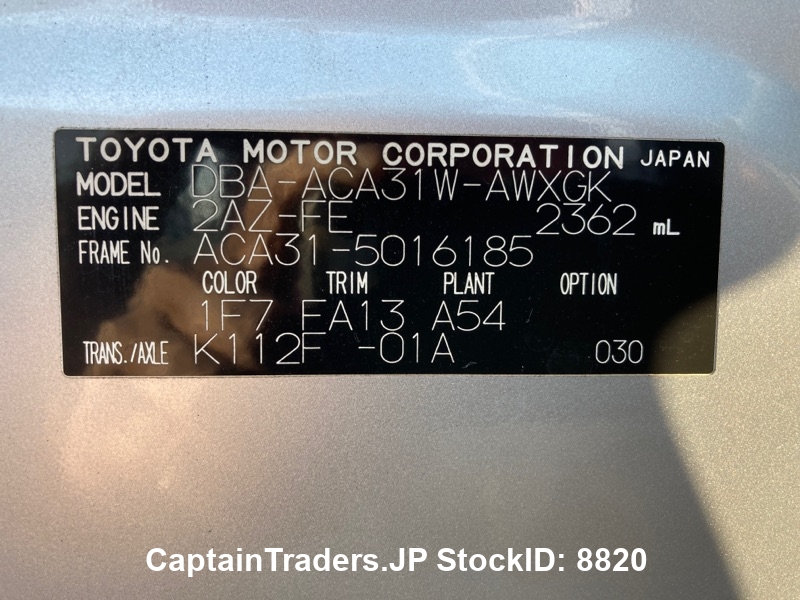 TOYOTA MOTOR CORPORATION JAPAN
MODEL DBA-ACA31W-AWXGK
ENGINE 2AZ-FE 2362 mL
FRAME No. ACA31-5016185
COLOR TRIM PLANT OPTION
1F7 FA13 A54
TRANS./AXLE K112F -01A 030
CaptainTraders.JP StockID: 8820